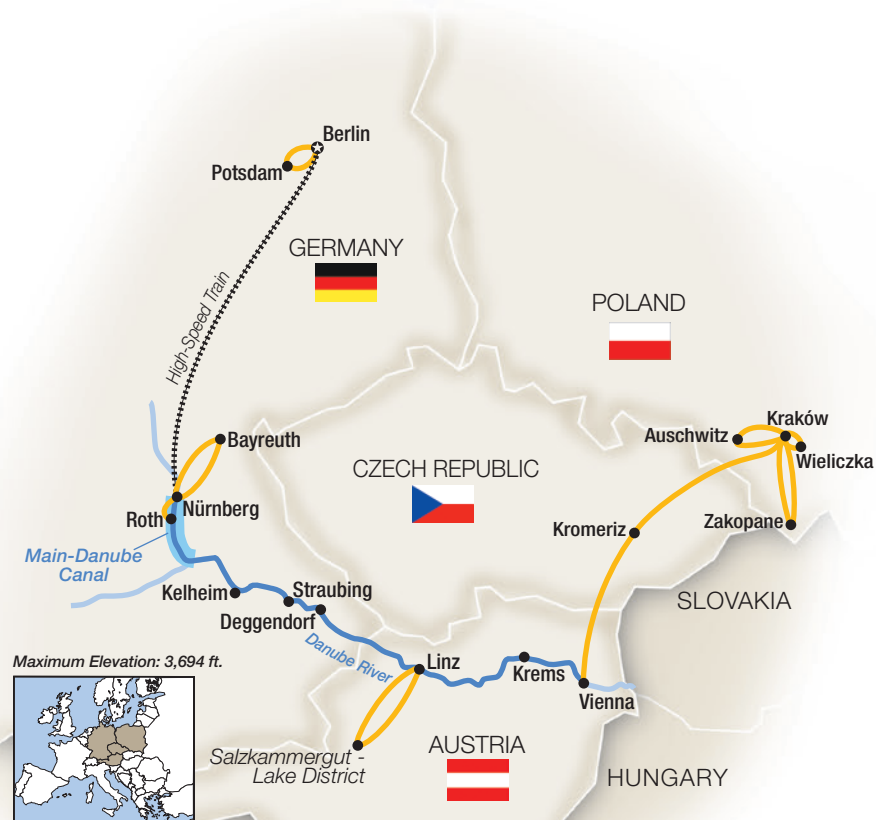 Berlin
Potsdam
GERMANY
High-Speed Train
POLAND
Bayreuth
Auschwitz
Kraków
Wieliczka
CZECH REPUBLIC
Nürnberg
Roth
Zakopane
Kromeriz
Main-Danube
Canal
Kelheim
Straubing
Deggendorf
SLOVAKIA
Danube River
Linz
Krems
Maximum Elevation: 3,694 ft.
Vienna
Salzkammergut -
Lake District
AUSTRIA
HUNGARY